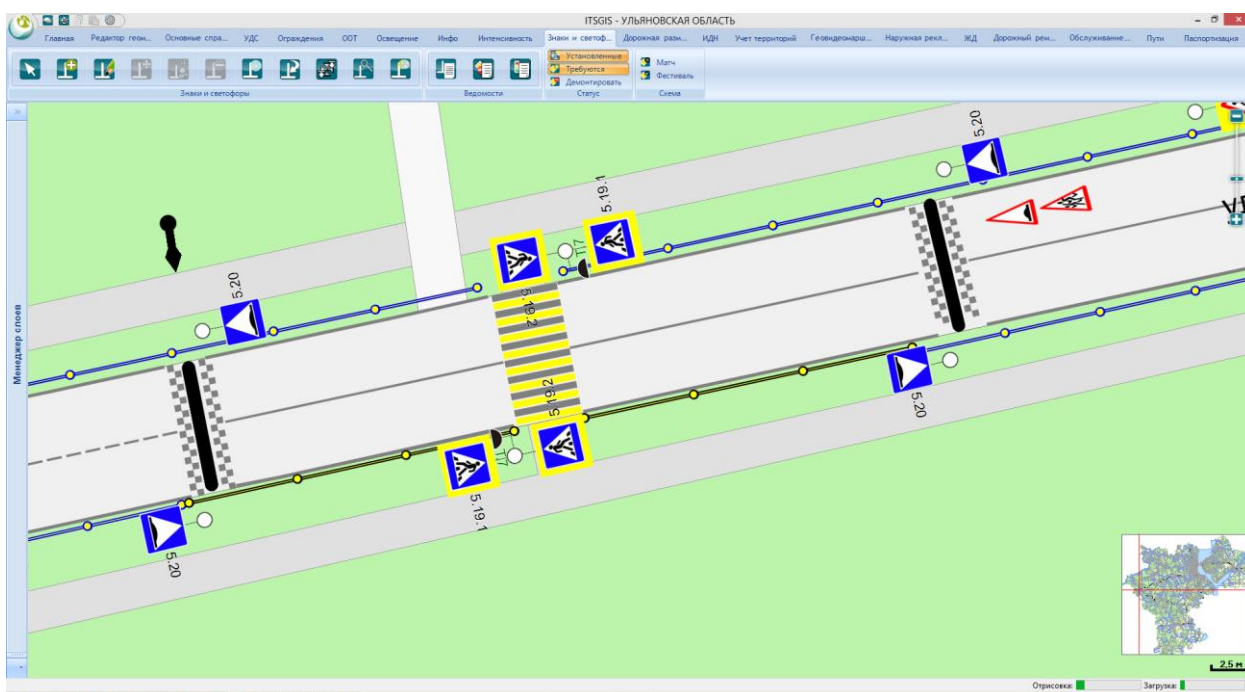 ITSGIS - УЛЬЯНОВСКАЯ ОБЛАСТЬ
Главная Редактор геом... Основные спра... УДС Ограждения ООТ Освещение Инфо Интенсивность Знаки и светоф... Дорожная разм... ИДН Учет территорий Геовидеомарш... Наружная рекл... ЖД Дорожный рем... Обслуживание... Пути Паспортизация
Установленные
Требуются
Демонтировать
Матч
Фестиваль
Знаки и светофоры Ведомости Статус Схема
Менеджер слоев
5.20
5.19.1
Т.7
5.20
5.19.2
5.19.2
Т.7
5.20
5.19.1
5.20
2,5 м
Отрисовка: Загрузка: